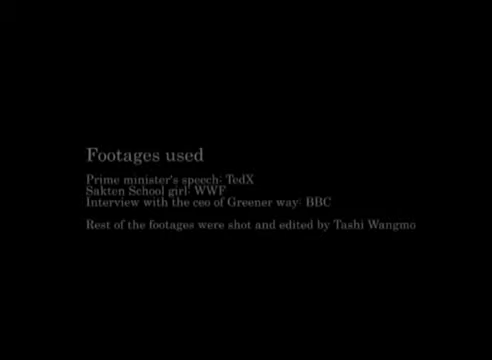 Footages used
Prime minister's speech: TedX
Sakten School girl: WWF
Interview with the ceo of Greener way: BBC
Rest of the footages were shot and edited by Tashi Wangmo